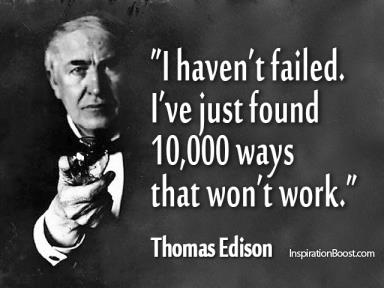 "I haven't failed.
I've just found
10,000 ways
that won't work."
Thomas Edison
InspirationBoost.com